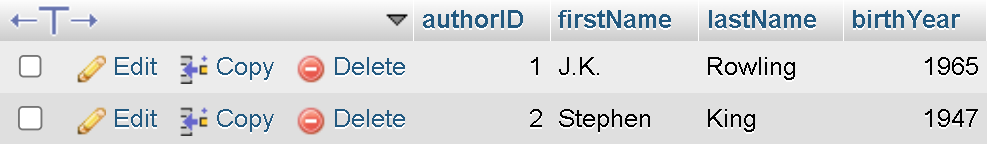 authorID firstName lastName birthYear
Edit Copy Delete 1 J.K. Rowling 1965
Edit Copy Delete 2 Stephen King 1947